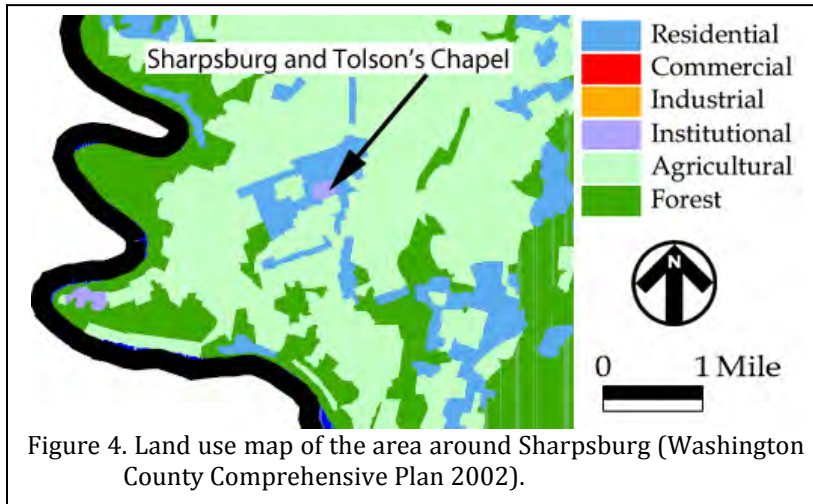 Sharpsburg and Tolson's Chapel
Residential
Commercial
Industrial
Institutional
Agricultural
Forest
N
0 1 Mile
Figure 4. Land use map of the area around Sharpsburg (Washington
County Comprehensive Plan 2002).